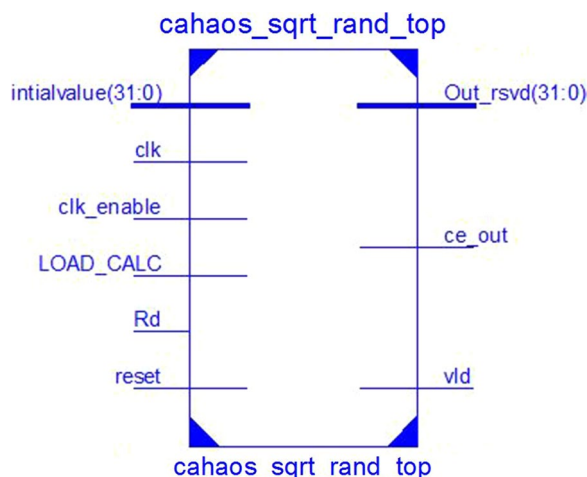 cahaos_sqrt_rand_top
intialvalue(31:0)
Out_rsvd(31:0)
clk
clk_enable
ce_out
LOAD_CALC
Rd
reset
vld
cahaos_sqrt_rand_top